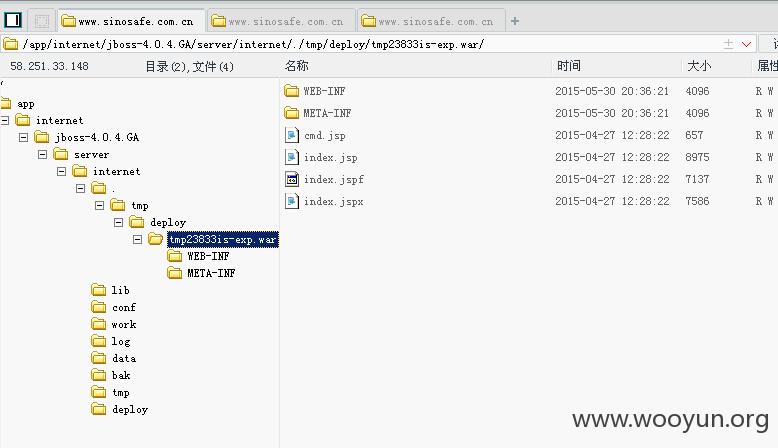 www.sinosafe.com.cn www.sinosafe.com.cn www.sinosafe.com.cn
/app/internet/jboss-4.0.4.GA/server/internet/./tmp/deploy/tmp23833is-exp.war/
58.251.33.148 目录(2),文件(4) 名称 时间 大小 属性
WEB-INF 2015-05-30 20:36:21 4096 R W
META-INF 2015-05-30 20:36:21 4096 R W
cmd.jsp 2015-04-27 12:28:22 657 R W
index.jsp 2015-04-27 12:28:22 8975 R W
index.jspf 2015-04-27 12:28:22 7137 R W
index.jspx 2015-04-27 12:28:22 7586 R W
/
app
internet
jboss-4.0.4.GA
server
internet
.
tmp
deploy
tmp23833is-exp.war
WEB-INF
META-INF
lib
conf
work
log
data
bak
tmp
deploy
www.wooyun.org